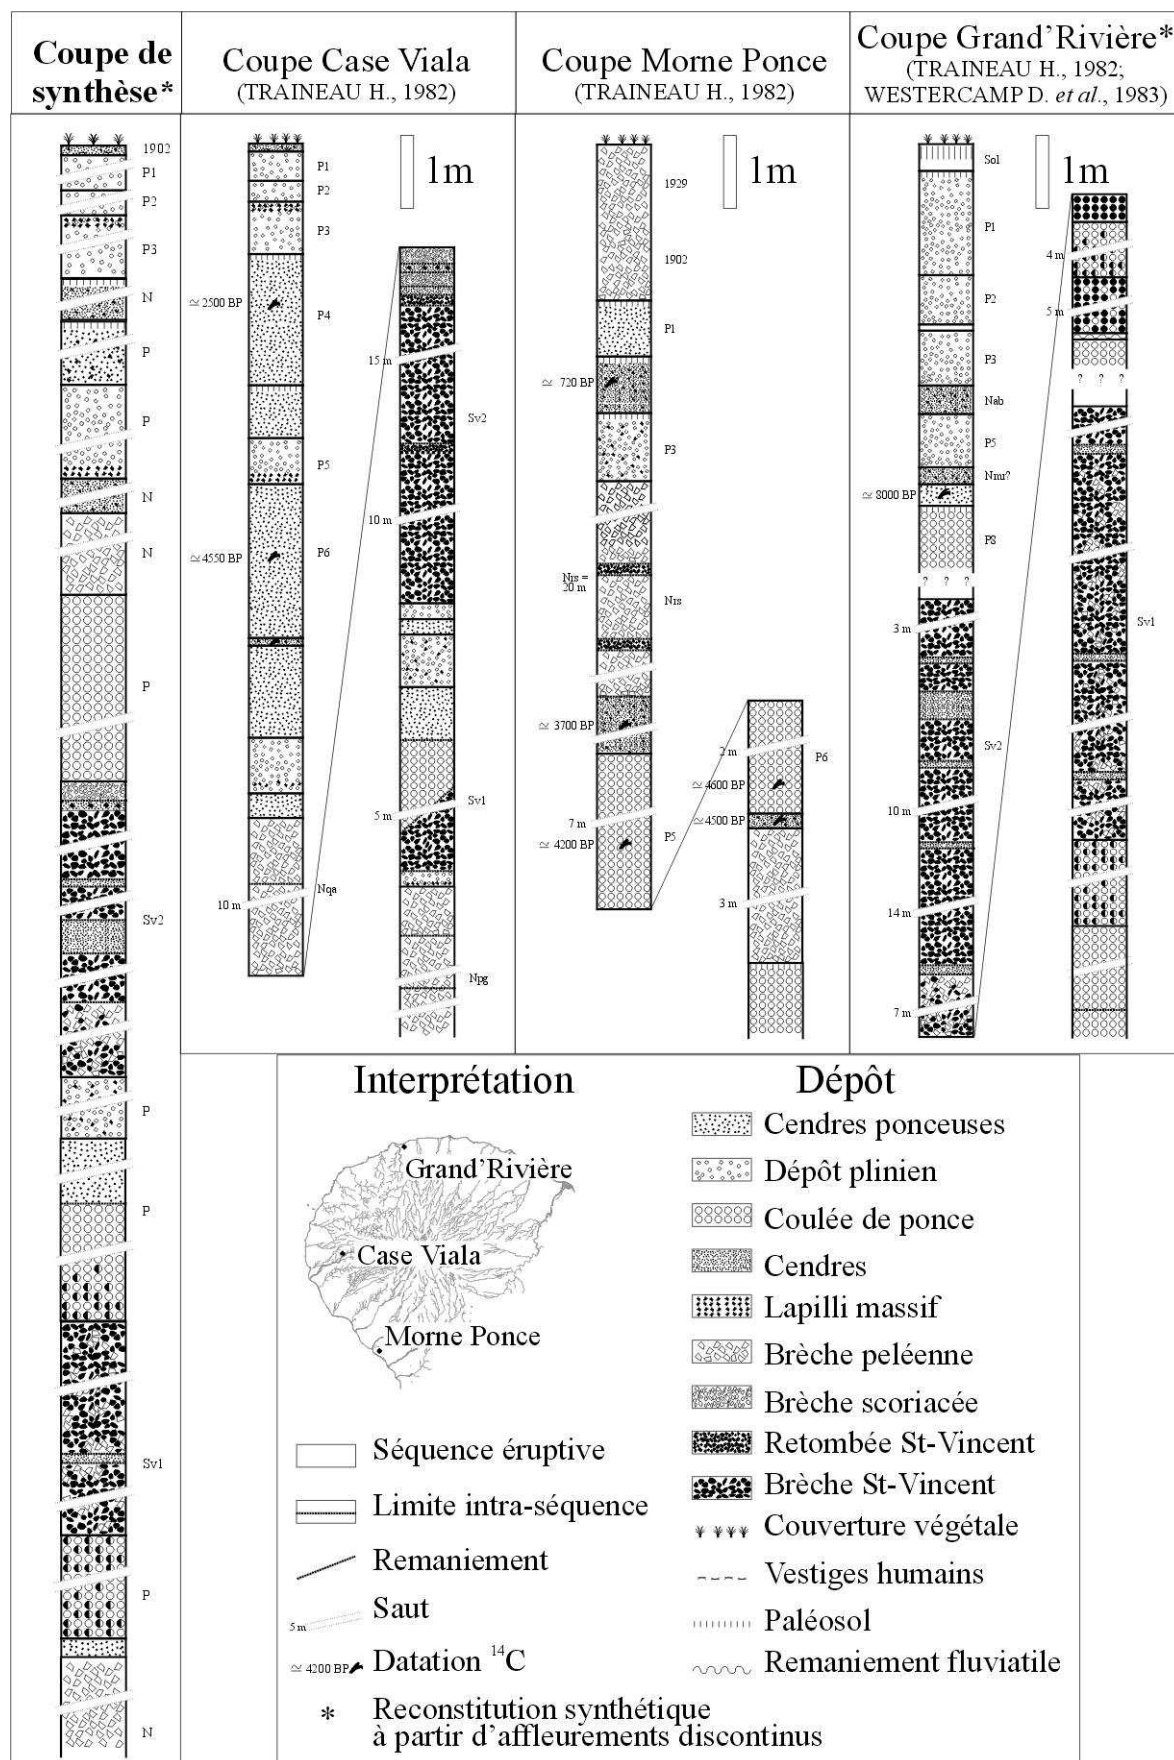 Coupe de
synthèse*
Coupe Case Viala
(TRAINEAU H., 1982)
Coupe Morne Ponce
(TRAINEAU H., 1982)
Coupe Grand'Rivière*
(TRAINEAU H., 1982;
WESTERCAMP D. et al., 1983)
1902
P1
P2
P3
N
P
P
N
N
P
Sv2
P
P
Sv1
P
N
1m
P1
P2
P3
≃ 2500 BP
P4
P5
≃ 4550 BP
P6
Nqa
10 m
15 m
Sv2
10 m
Sv1
5 m
Npg
1m
1929
1902
P1
≃ 720 BP
P3
Nrs =
20 m
Nrs
≃ 3700 BP
7 m
P5
≃ 4200 BP
2 m
P6
≃ 4600 BP
≃ 4500 BP
3 m
1m
Sol
P1
P2
P3
Nab
P5
Nmr?
≃ 8000 BP
P8
? ? ?
3 m
Sv2
10 m
14 m
7 m
4 m
5 m
? ? ?
Sv1
Interprétation
Grand'Rivière
Case Viala
Morne Ponce
Séquence éruptive
Limite intra-séquence
Remaniement
5 m
Saut
≃ 4200 BP
Datation 14C
* Reconstitution synthétique
à partir d'affleurements discontinus
Dépôt
Cendres ponceuses
Dépôt plinien
Coulée de ponce
Cendres
Lapilli massif
Brèche peléenne
Brèche scoriacée
Retombée St-Vincent
Brèche St-Vincent
Couverture végétale
Vestiges humains
Paléosol
Remaniement fluviatile